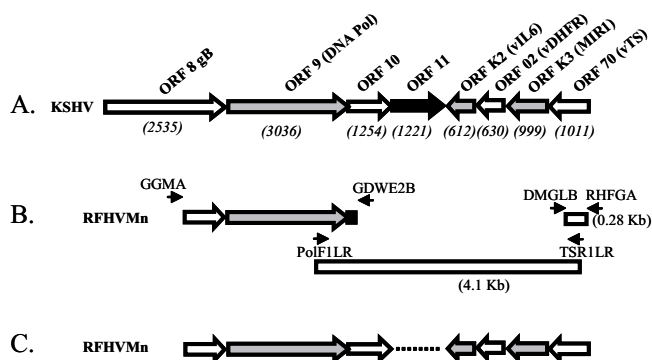 ORF 8 gB
ORF 9 (DNA Pol)
ORF 10
ORF 11
ORF K2 (vIL6)
ORF 02 (vDHFR)
ORF K3 (MIR1)
ORF 70 (vTS)
A. KSHV
(2535) (3036) (1254) (1221) (612) (630) (999) (1011)
GGMA GDWE2B DMGLB RHFGA
B. RFHVMn (0.28 Kb)
PolF1LR TSR1LR
(4.1 Kb)
C. RFHVMn